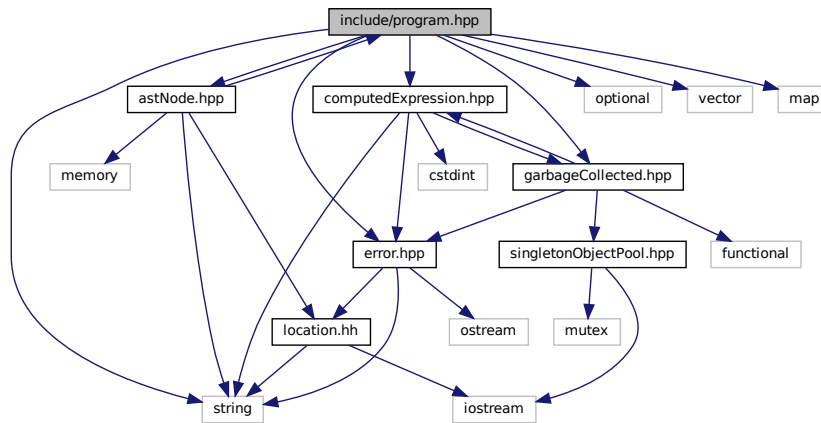 include/program.hpp
astNode.hpp
computedExpression.hpp
optional
vector
map
memory
cstdint
garbageCollected.hpp
error.hpp
singletonObjectPool.hpp
functional
location.hh
ostream
mutex
string
iostream